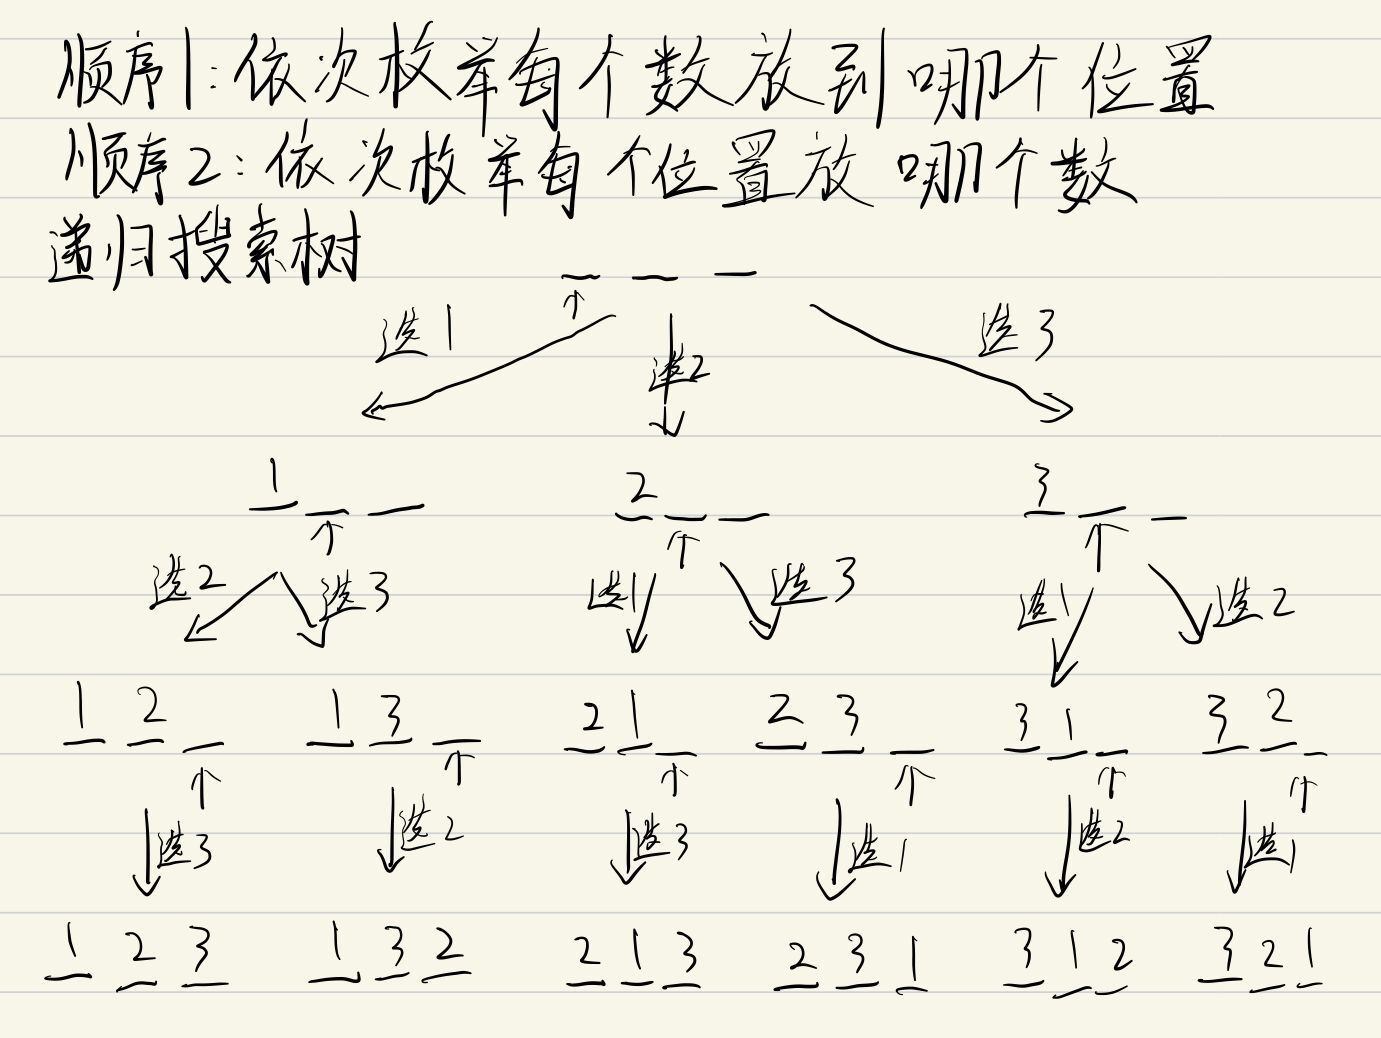 顺序1:依次枚举每个数放到哪个位置
顺序2:依次枚举每个位置放哪个数
递归搜索树
_ _ _
选1 选2 选3
1 _ _ 2 _ _ 3 _ _
选2 选3 选1 选3 选1 选2
1 2 _ 1 3 _ 2 1 _ 2 3 _ 3 1 _ 3 2 _
选3 选2 选3 选1 选2 选1
1 2 3 1 3 2 2 1 3 2 3 1 3 1 2 3 2 1